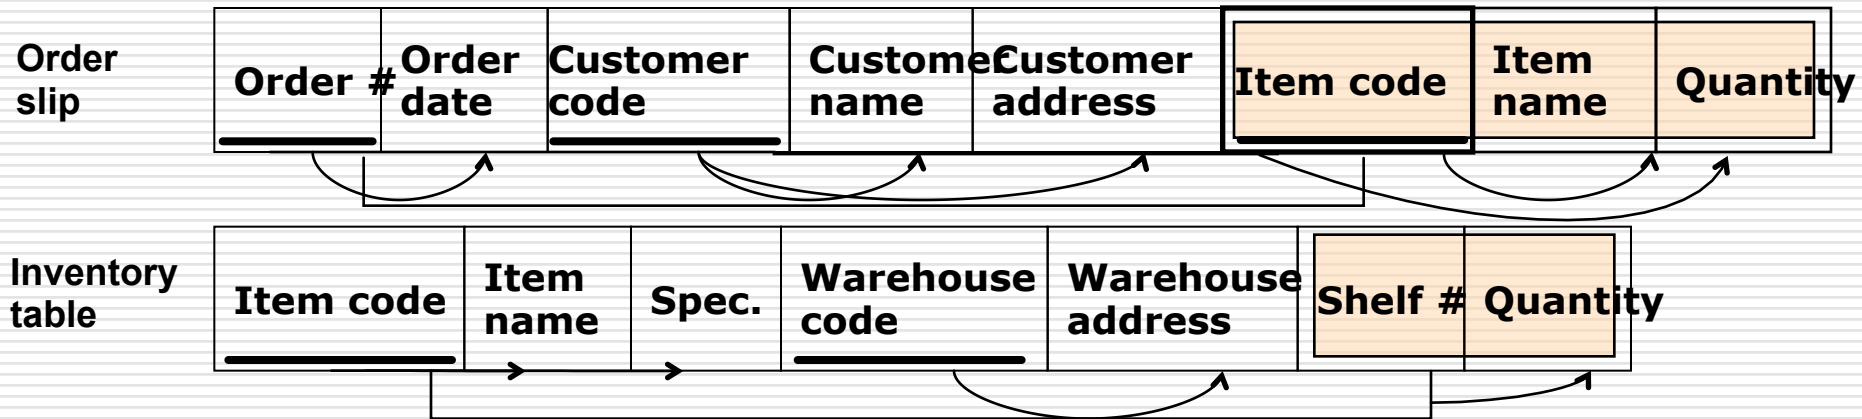 Order
slip
Order #
Order
date
Customer
code
Customer
name
Customer
address
Item code
Item
name
Quantity
Inventory
table
Item code
Item
name
Spec.
Warehouse
code
Warehouse
address
Shelf #
Quantity